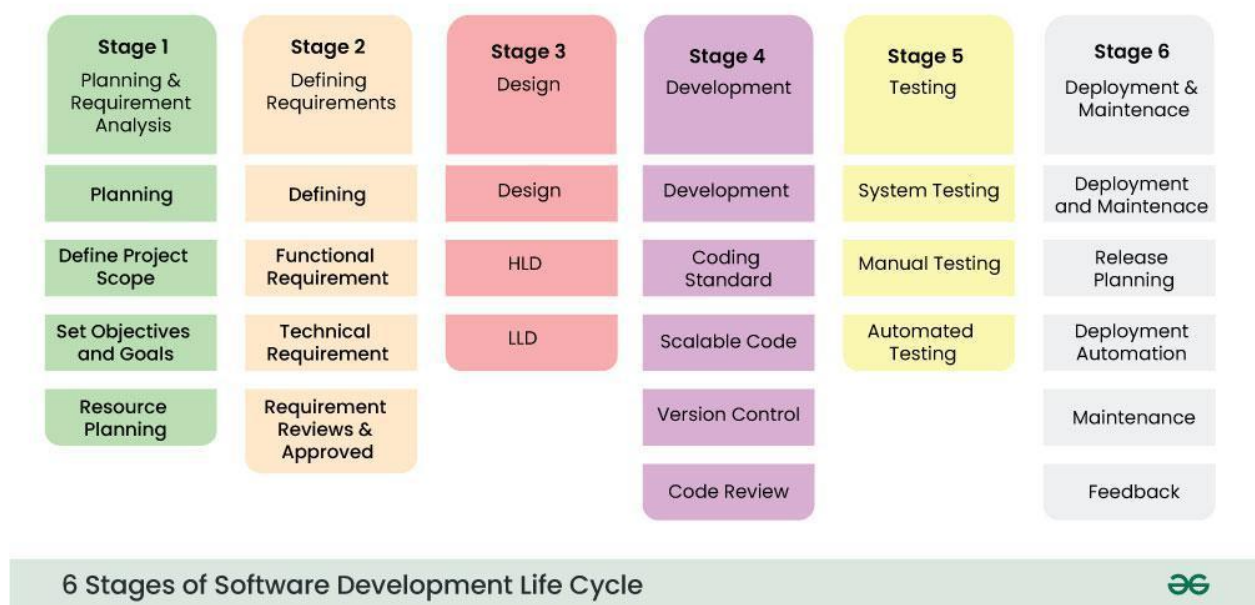 Stage 1
Planning &
Requirement
Analysis
Planning
Define Project
Scope
Set Objectives
and Goals
Resource
Planning
Stage 2
Defining
Requirements
Defining
Functional
Requirement
Technical
Requirement
Requirement
Reviews &
Approved
Stage 3
Design
Design
HLD
LLD
Stage 4
Development
Development
Coding
Standard
Scalable Code
Version Control
Code Review
Stage 5
Testing
System Testing
Manual Testing
Automated
Testing
Stage 6
Deployment &
Maintenace
Deployment
and Maintenace
Release
Planning
Deployment
Automation
Maintenance
Feedback
6 Stages of Software Development Life Cycle